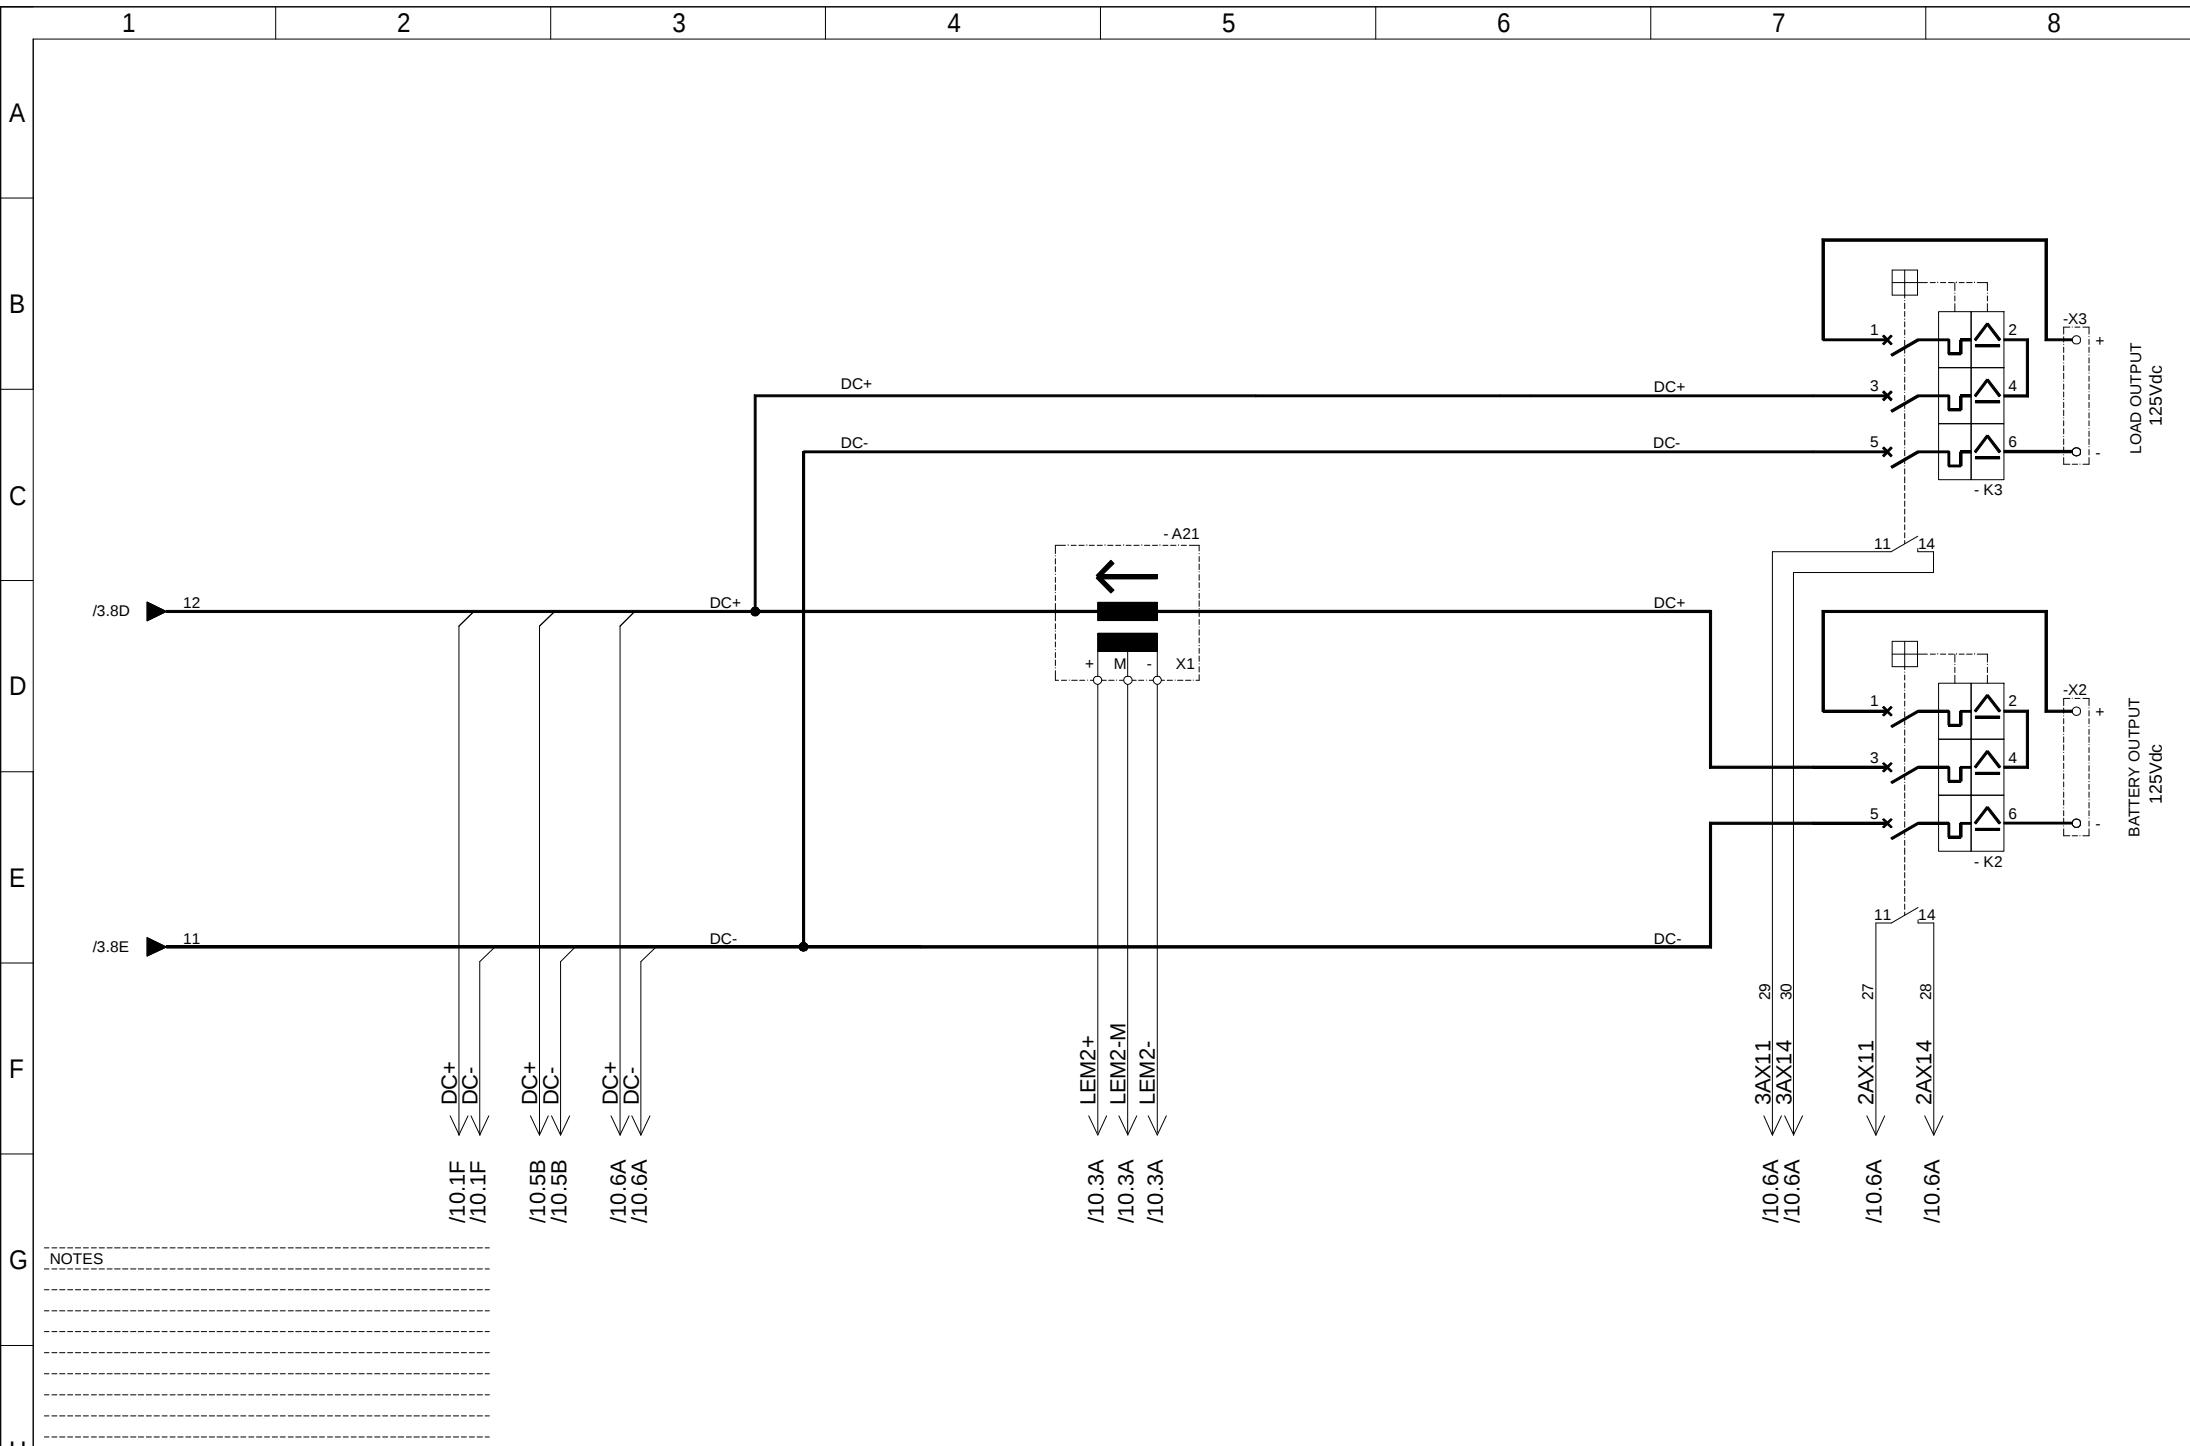 1 2 3 4 5 6 7 8
A
B
C
D
E
F
G
1 2
3 4
5 6
- K3
-X3
+
-
LOAD OUTPUT
125Vdc
DC+ DC+
DC- DC-
11 14
- A21
+ M - X1
/3.8D 12 DC+ DC+
1 2
3 4
5 6
- K2
-X2
+
-
BATTERY OUTPUT
125Vdc
11 14
/3.8E 11 DC- DC-
29 30 27 28
DC+ DC- DC+ DC- DC+ DC- LEM2+ LEM2-M LEM2- 3AX11 3AX14 2AX11 2AX14
/10.1F /10.1F /10.5B /10.5B /10.6A /10.6A /10.3A /10.3A /10.3A /10.6A /10.6A /10.6A /10.6A
NOTES